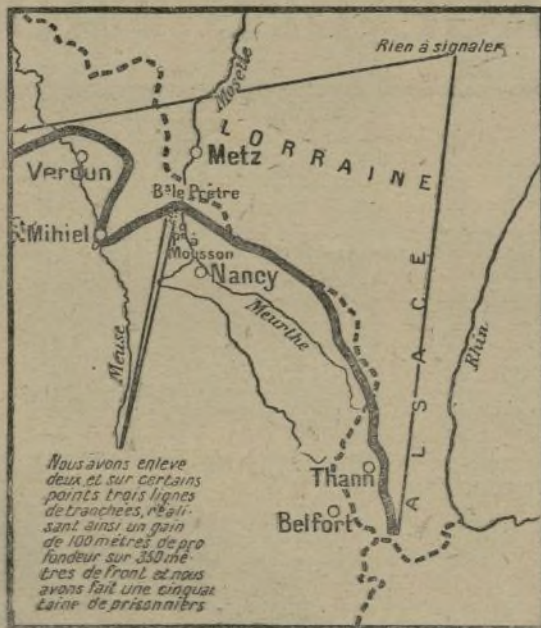 Rien à signaler
Moselle
LORRAINE
Metz
Verdun
Bois le Prêtre
St Mihiel
Pt à
Mousson
Nancy
Meurthe
Meuse
ALSACE
Rhin
Thann
Belfort
Nous avons enlevé
deux, et sur certains
points trois lignes
de tranchées, réali-
sant ainsi un gain
de 100 mètres de pro
fondeur sur 350 mè-
tres de front et nous
avons fait une cinquan
taine de prisonniers